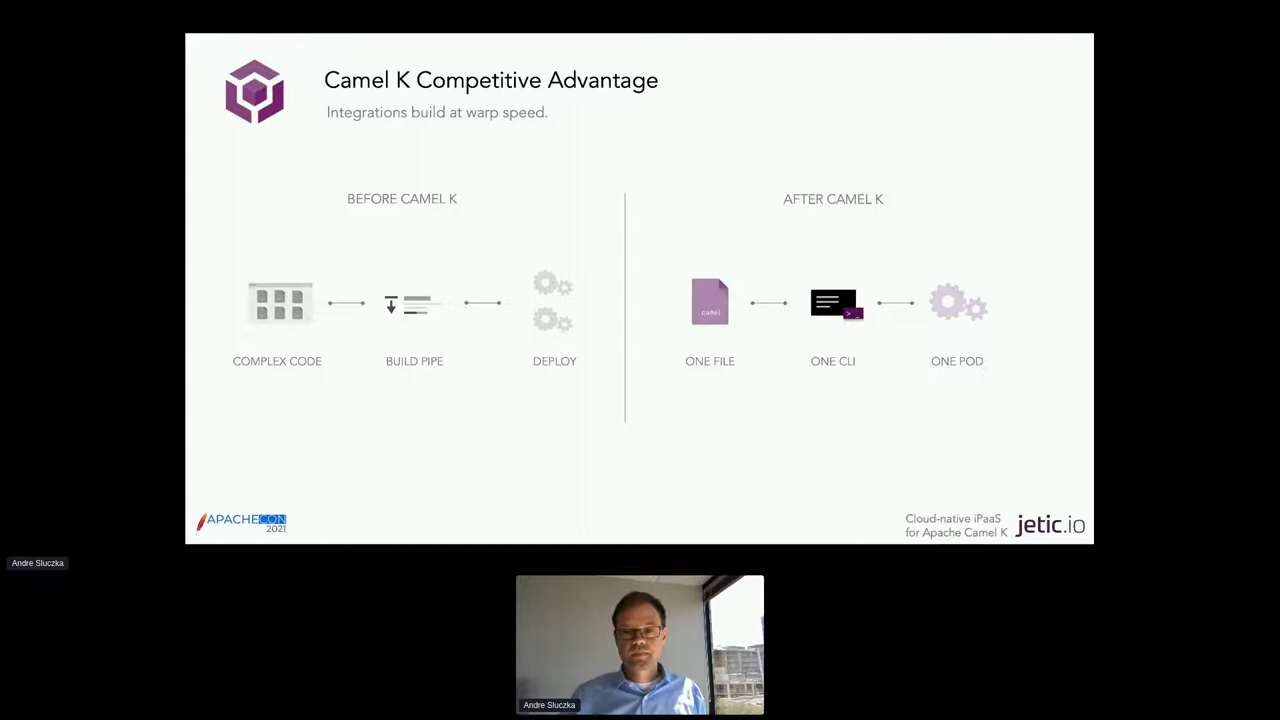 Camel K Competitive Advantage
Integrations build at warp speed.
BEFORE CAMEL K
COMPLEX CODE
BUILD PIPE
DEPLOY
AFTER CAMEL K
.camel
>_
ONE FILE
ONE CLI
ONE POD
APACHECON
2021
Cloud-native iPaaS
for Apache Camel K
jetic.io
Andre Sluczka
Andre Sluczka